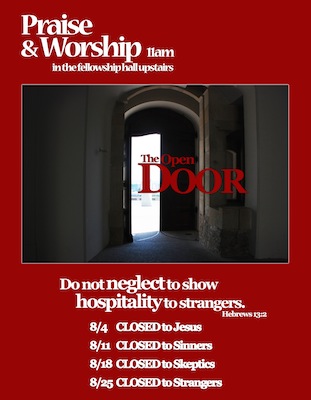 Praise
& Worship 11am
in the fellowship hall upstairs
The Open
DOOR
Do not neglect to show
hospitality to strangers.
Hebrews 13:2
8/4 CLOSED to Jesus
8/11 CLOSED to Sinners
8/18 CLOSED to Skeptics
8/25 CLOSED to Strangers